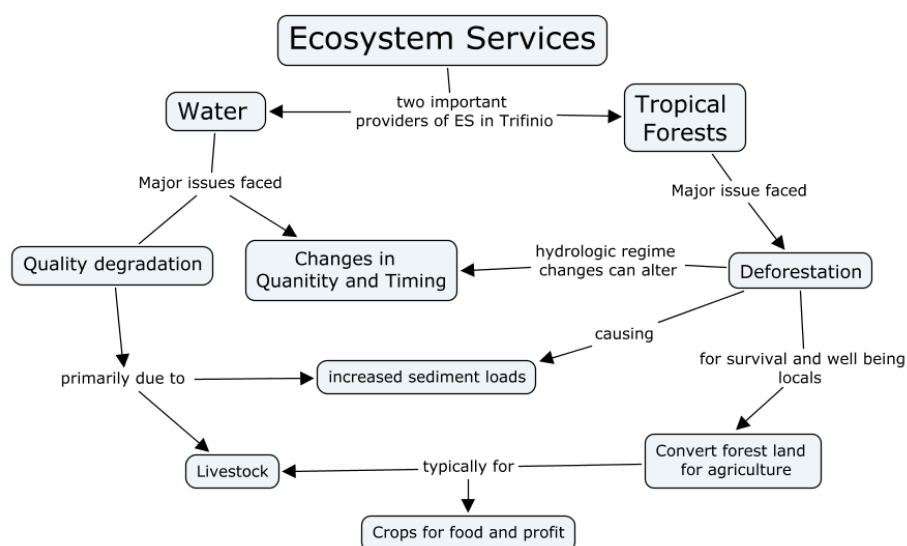 Ecosystem Services
two important
providers of ES in Trifinio
Water
Tropical
Forests
Major issues faced
Major issue faced
Quality degradation
Changes in
Quanitity and Timing
hydrologic regime
changes can alter
Deforestation
causing
for survival and well being
locals
primarily due to
increased sediment loads
Convert forest land
for agriculture
Livestock
typically for
Crops for food and profit